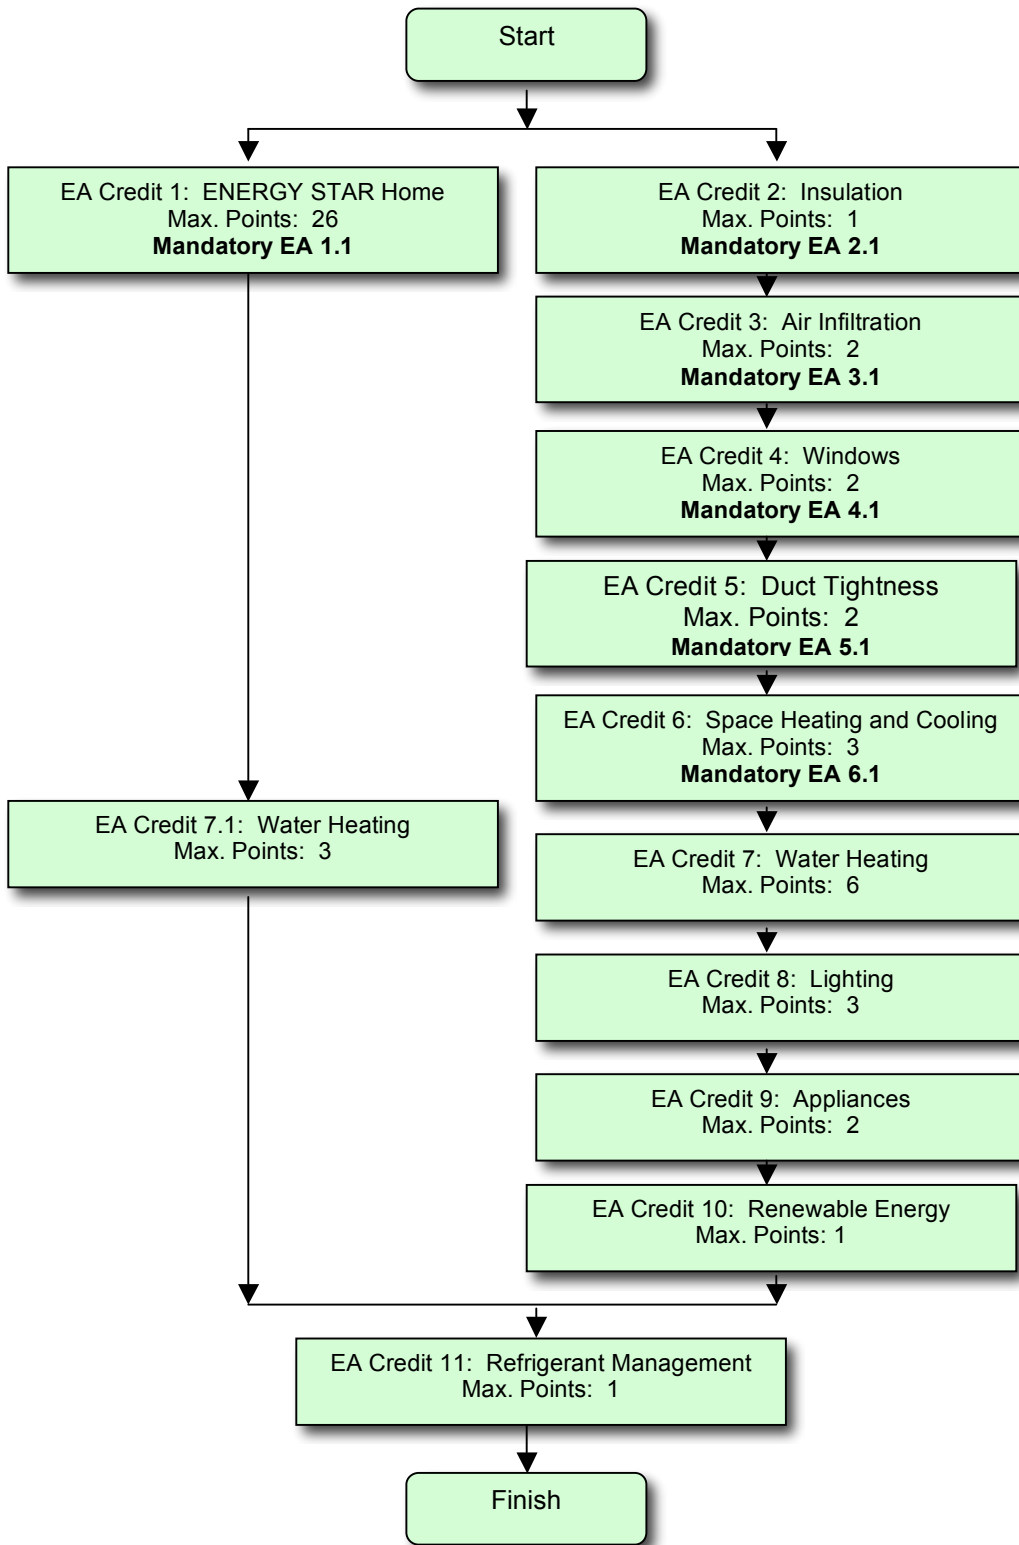 Start
EA Credit 1: ENERGY STAR Home
Max. Points: 26
Mandatory EA 1.1
EA Credit 2: Insulation
Max. Points: 1
Mandatory EA 2.1
EA Credit 3: Air Infiltration
Max. Points: 2
Mandatory EA 3.1
EA Credit 4: Windows
Max. Points: 2
Mandatory EA 4.1
EA Credit 5: Duct Tightness
Max. Points: 2
Mandatory EA 5.1
EA Credit 6: Space Heating and Cooling
Max. Points: 3
Mandatory EA 6.1
EA Credit 7.1: Water Heating
Max. Points: 3
EA Credit 7: Water Heating
Max. Points: 6
EA Credit 8: Lighting
Max. Points: 3
EA Credit 9: Appliances
Max. Points: 2
EA Credit 10: Renewable Energy
Max. Points: 1
EA Credit 11: Refrigerant Management
Max. Points: 1
Finish